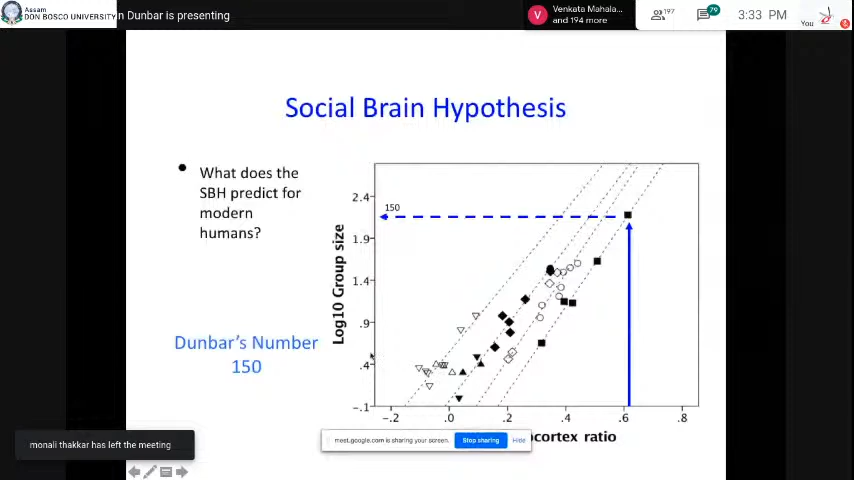 Assam
DON BOSCO UNIVERSITY
n Dunbar is presenting
V
Venkata Mahala...
and 194 more
197
79
3:33 PM
You
Social Brain Hypothesis
What does the
SBH predict for
modern
humans?
Dunbar's Number
150
Log10 Group size
2.4
1.9
1.4
.9
.4
-.1
150
-.2
.0
.2
.4
.6
.8
ocortex ratio
meet.google.com is sharing your screen.
Stop sharing
Hide
monali thakkar has left the meeting